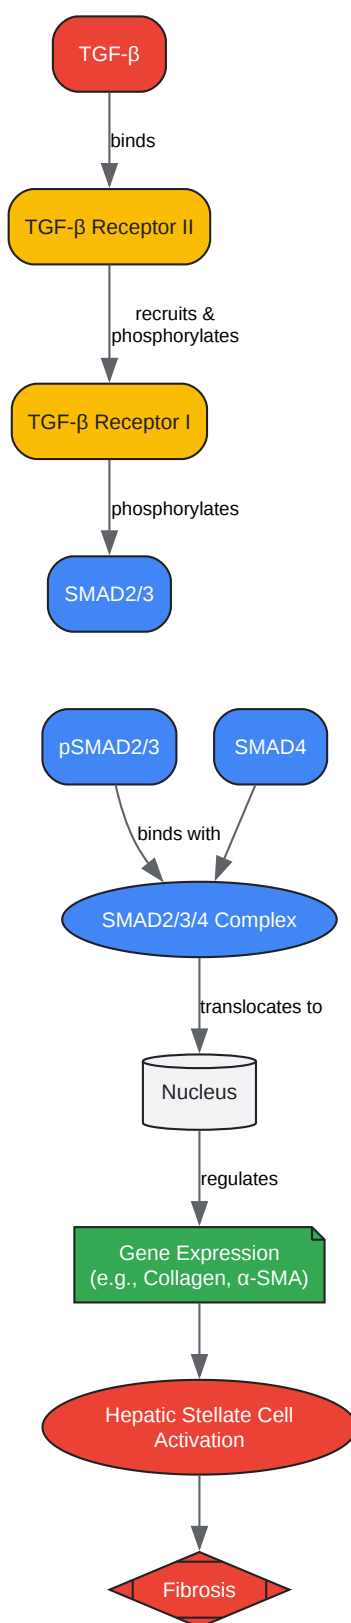 TGF-β
binds
TGF-β Receptor II
recruits &
phosphorylates
TGF-β Receptor I
phosphorylates
SMAD2/3
pSMAD2/3
SMAD4
binds with
SMAD2/3/4 Complex
translocates to
Nucleus
regulates
Gene Expression
(e.g., Collagen, α-SMA)
Hepatic Stellate Cell
Activation
Fibrosis